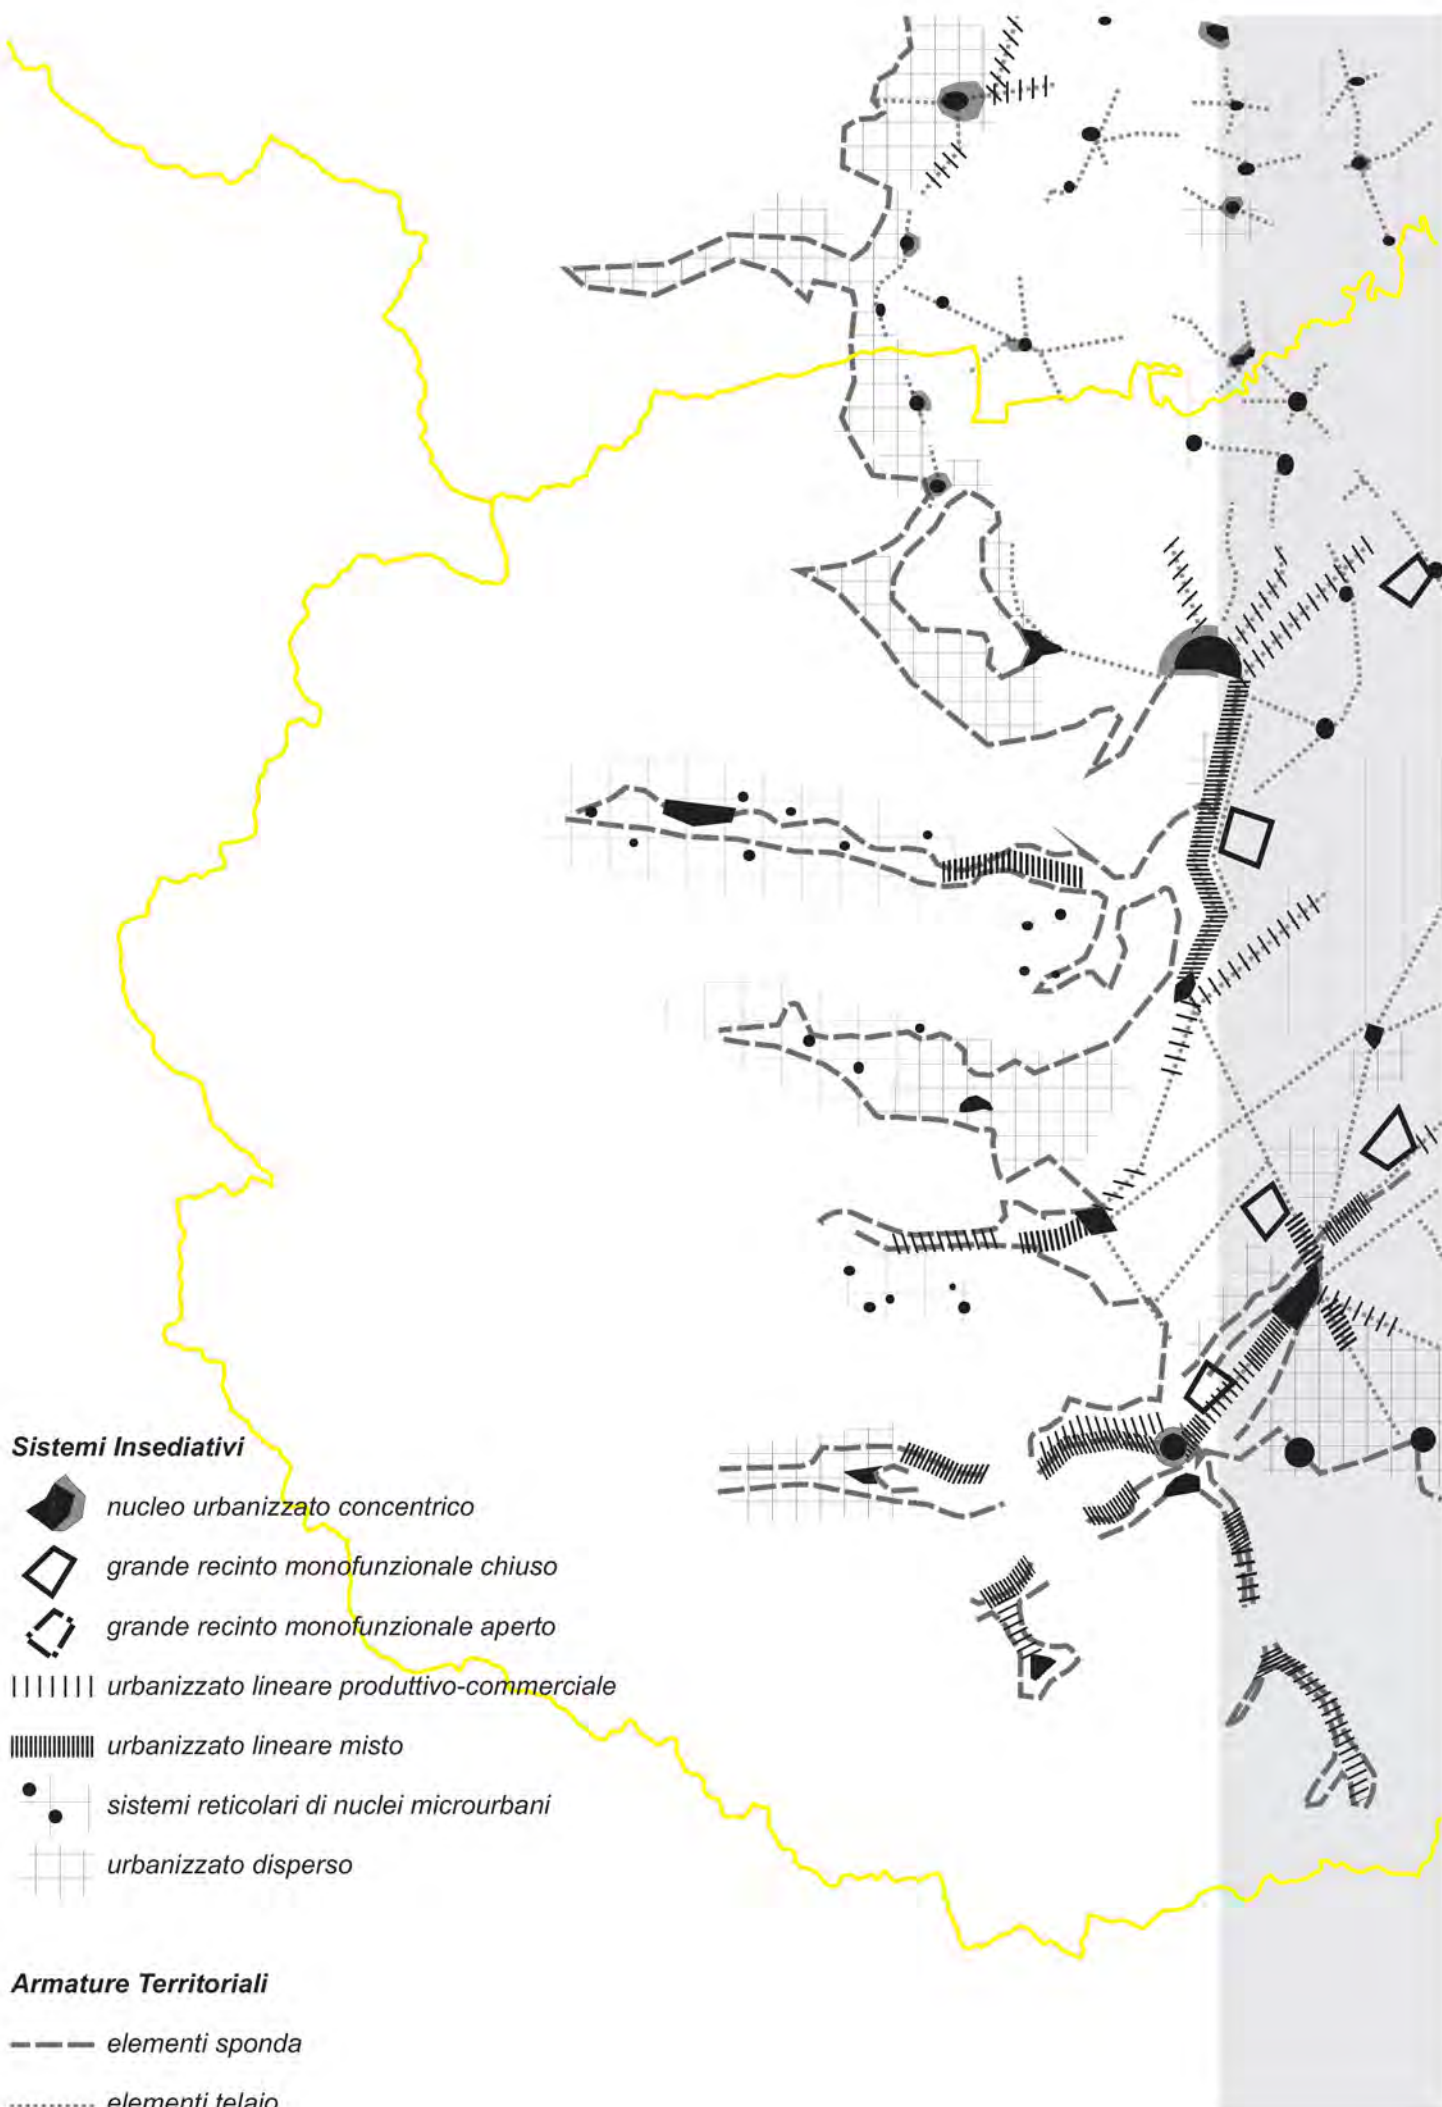 Sistemi Insediativi
nucleo urbanizzato concentrico
grande recinto monofunzionale chiuso
grande recinto monofunzionale aperto
urbanizzato lineare produttivo-commerciale
urbanizzato lineare misto
sistemi reticolari di nuclei microurbani
urbanizzato disperso
Armature Territoriali
elementi sponda
elementi telaio